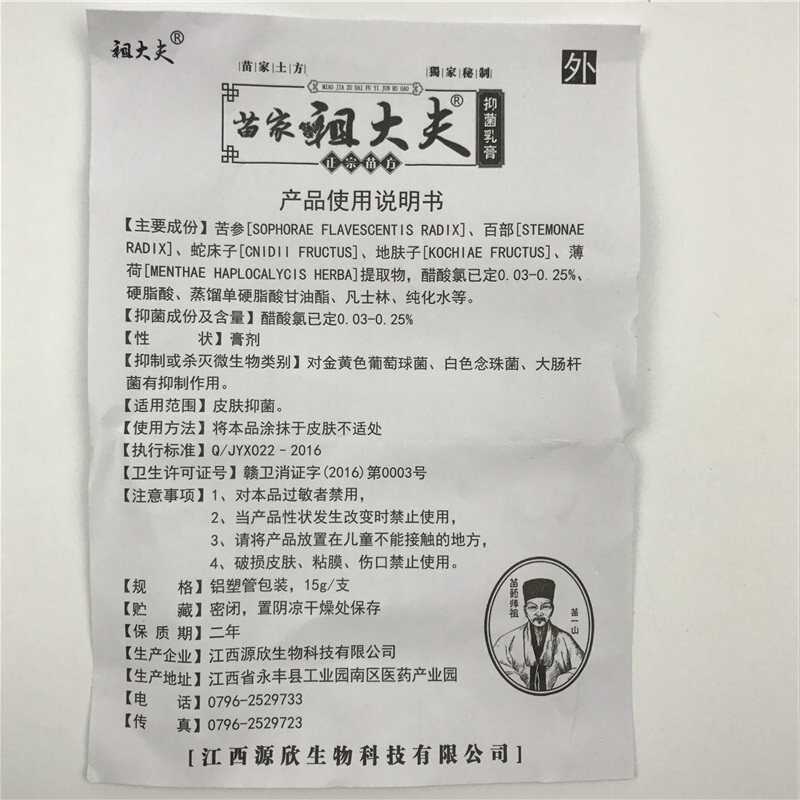 祖大夫®
|苗家土方|
|獨家秘制|
外
MIAO JIA ZU DAI FU YI JUN RU GAO
苗家祖大夫®
抑菌乳膏
正宗苗方
产品使用说明书
【主要成份】苦参[SOPHORAE FLAVESCENTIS RADIX]、百部[STEMONAE
RADIX]、蛇床子[CNIDII FRUCTUS]、地肤子[KOCHIAE FRUCTUS]、薄
荷[MENTHAE HAPLOCALYCIS HERBA]提取物，醋酸氯已定0.03-0.25%、
硬脂酸、蒸馏单硬脂酸甘油酯、凡士林、纯化水等。
【抑菌成份及含量】醋酸氯已定0.03-0.25%
【性 状】膏剂
【抑制或杀灭微生物类别】对金黄色葡萄球菌、白色念珠菌、大肠杆
菌有抑制作用。
【适用范围】皮肤抑菌。
【使用方法】将本品涂抹于皮肤不适处
【执行标准】Q/JYX022–2016
【卫生许可证号】赣卫消证字(2016)第0003号
【注意事项】1、对本品过敏者禁用，
2、当产品性状发生改变时禁止使用，
3、请将产品放置在儿童不能接触的地方，
4、破损皮肤、粘膜、伤口禁止使用。
【规 格】铝塑管包装，15g/支
【贮 藏】密闭，置阴凉干燥处保存
【保 质 期】二年
【生产企业】江西源欣生物科技有限公司
【生产地址】江西省永丰县工业园南区医药产业园
【电 话】0796-2529733
【传 真】0796-2529723
苗药师祖
苗一山
[江西源欣生物科技有限公司]